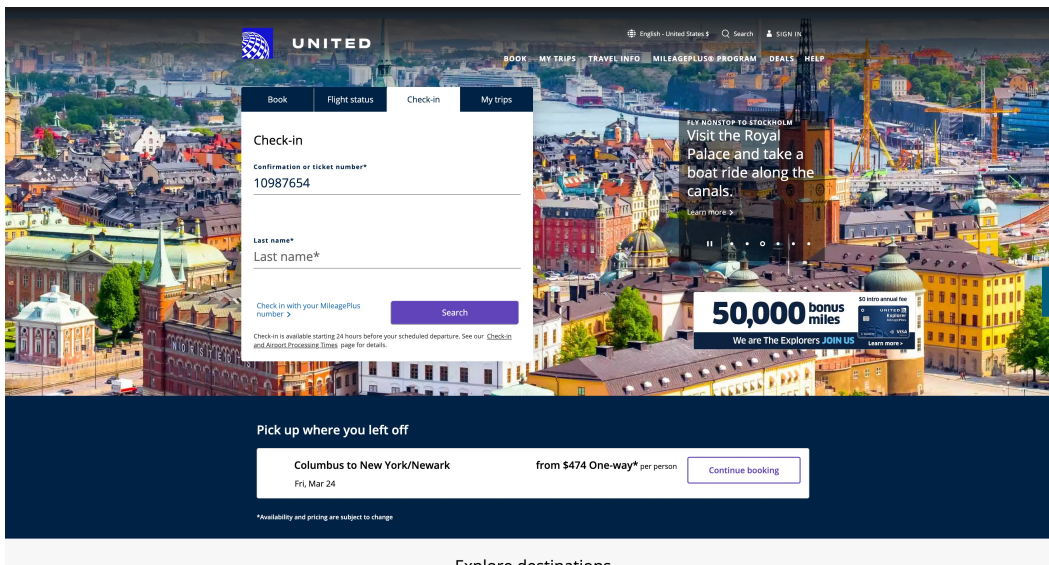 UNITED
English - United States $ Search SIGN IN
BOOK MY TRIPS TRAVEL INFO MILEAGEPLUS® PROGRAM DEALS HELP
Book Flight status Check-in My trips
Check-in
Confirmation or ticket number*
10987654
Last name*
Last name*
Check in with your MileagePlus
number >
Search
Check-in is available starting 24 hours before your scheduled departure. See our Check-in
and Airport Processing Times page for details.
FLY NONSTOP TO STOCKHOLM
Visit the Royal
Palace and take a
boat ride along the
canals.
Learn more >
50,000 bonus
miles
We are The Explorers JOIN US
$0 intro annual fee
UNITED
Explorer
VISA
Learn more >
Pick up where you left off
Columbus to New York/Newark
Fri, Mar 24
from $474 One-way* per person
Continue booking
*Availability and pricing are subject to change
Explore destinations